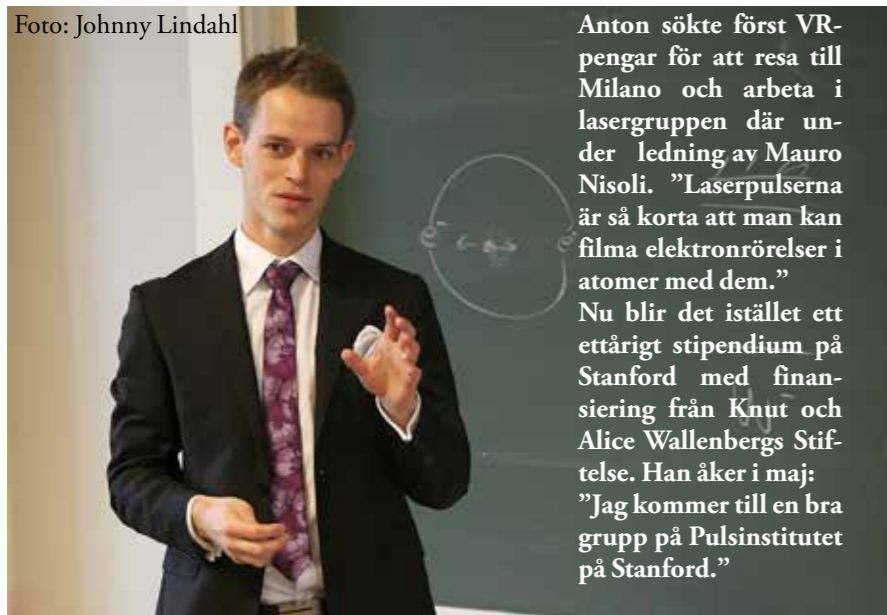 Foto: Johnny Lindahl
Anton sökte först VR-
pengar för att resa till
Milano och arbeta i
lasergruppen där un-
der ledning av Mauro
Nisoli. ”Laserpulserna
är så korta att man kan
filma elektronrörelser i
atomer med dem.”
Nu blir det istället ett
ettårigt stipendium på
Stanford med finan-
siering från Knut och
Alice Wallenbergs Stif-
telse. Han åker i maj:
”Jag kommer till en bra
grupp på Pulsinstitutet
på Stanford.”
e⁻ e⁻